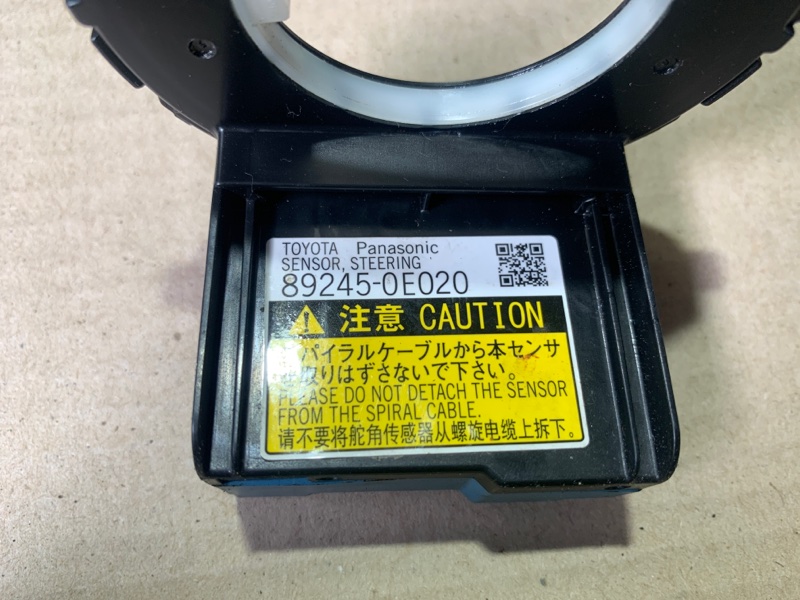 TOYOTA Panasonic
SENSOR, STEERING
89245-0E020
注意 CAUTION
パイラルケーブルから本センサ
取りはずさないで下さい。
PLEASE DO NOT DETACH THE SENSOR
FROM THE SPIRAL CABLE.
请不要将舵角传感器从螺旋电缆上拆下。